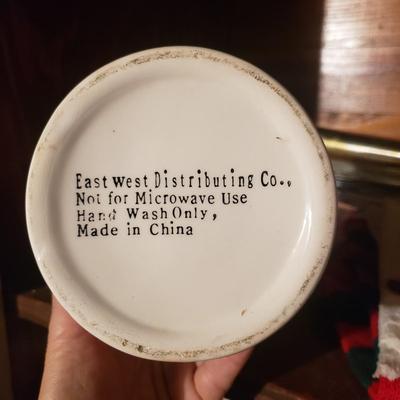 East West Distributing Co.,
Not for Microwave Use
Hand Wash Only,
Made in China